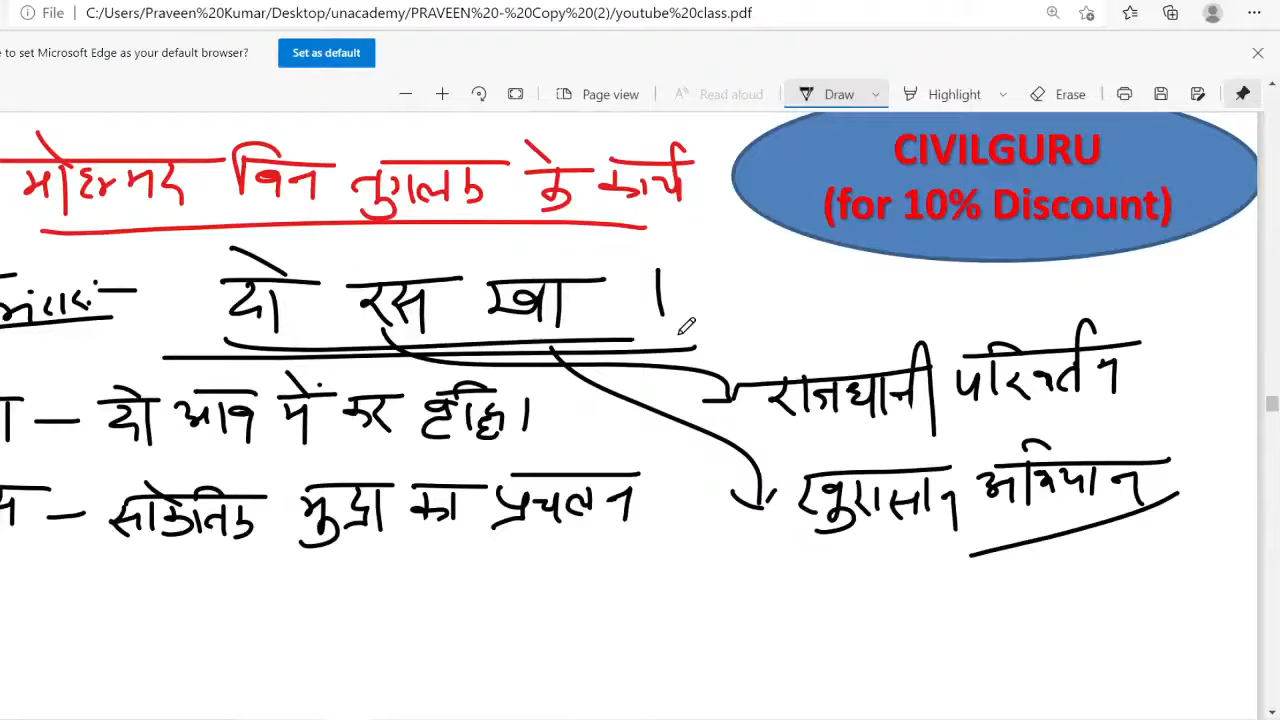 File
C:/Users/Praveen%20Kumar/Desktop/unacademy/PRAVEEN%20-%20Copy%20(2)/youtube%20class.pdf
e to set Microsoft Edge as your default browser?
Set as default
Page view
Read aloud
Draw
Highlight
Erase
मोहम्मद बिन तुगलक के कार्य
CIVILGURU
(for 10% Discount)
दो रस खा ।
राजधानी परिवर्तन
– दो आब में कर वृद्धि।
खुरासान अभियान
– सांकेतिक मुद्रा का प्रचलन